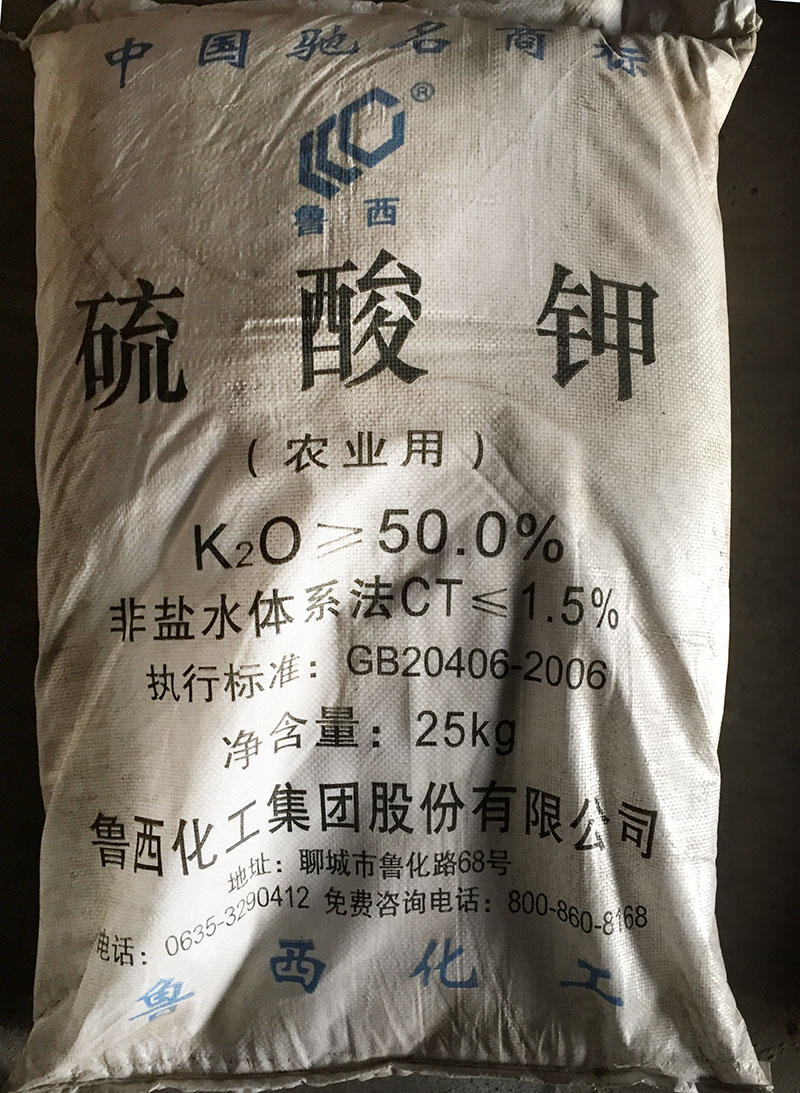 中国驰名商标
®
鲁西
硫酸钾
（农业用）
K₂O≥50.0%
非盐水体系法CT≤1.5%
执行标准：GB20406-2006
净含量：25kg
鲁西化工集团股份有限公司
地址：聊城市鲁化路68号
电话：0635-3290412 免费咨询电话：800-860-8168
鲁西化工